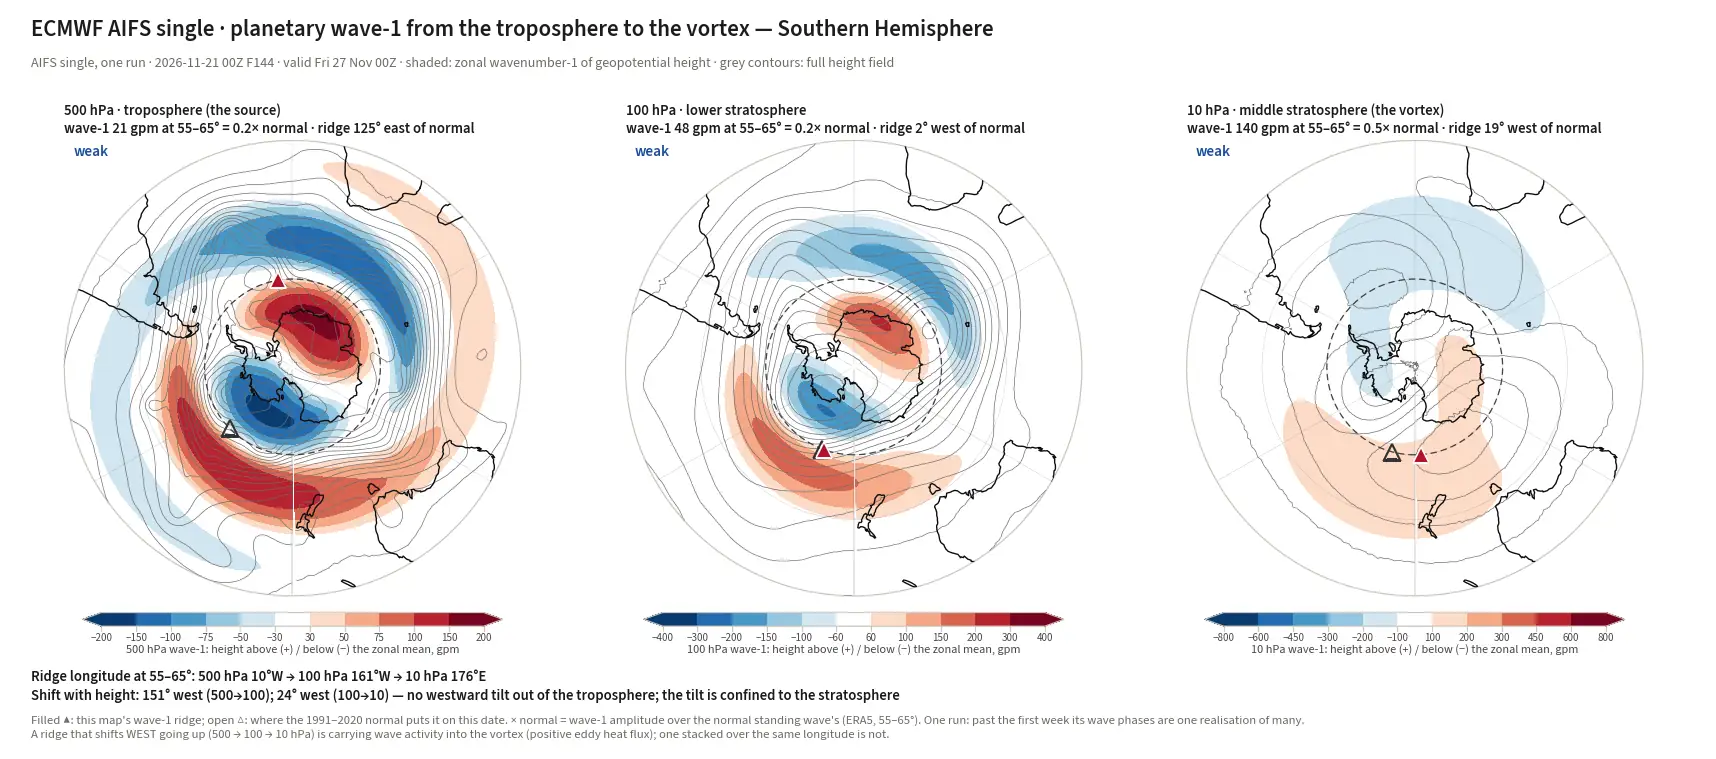 ECMWF AIFS single · planetary wave-1 from the troposphere to the vortex — Southern Hemisphere
AIFS single, one run · 2026-11-21 00Z F144 · valid Fri 27 Nov 00Z · shaded: zonal wavenumber-1 of geopotential height · grey contours: full height field
500 hPa · troposphere (the source)
wave-1 21 gpm at 55–65° = 0.2× normal · ridge 125° east of normal
weak
100 hPa · lower stratosphere
wave-1 48 gpm at 55–65° = 0.2× normal · ridge 2° west of normal
weak
10 hPa · middle stratosphere (the vortex)
wave-1 140 gpm at 55–65° = 0.5× normal · ridge 19° west of normal
weak
−200 −150 −100 −75 −50 −30 30 50 75 100 150 200
500 hPa wave-1: height above (+) / below (−) the zonal mean, gpm
−400 −300 −200 −150 −100 −60 60 100 150 200 300 400
100 hPa wave-1: height above (+) / below (−) the zonal mean, gpm
−800 −600 −450 −300 −200 −100 100 200 300 450 600 800
10 hPa wave-1: height above (+) / below (−) the zonal mean, gpm
Ridge longitude at 55–65°: 500 hPa 10°W → 100 hPa 161°W → 10 hPa 176°E
Shift with height: 151° west (500→100); 24° west (100→10) — no westward tilt out of the troposphere; the tilt is confined to the stratosphere
Filled ▲: this map's wave-1 ridge; open △: where the 1991–2020 normal puts it on this date. × normal = wave-1 amplitude over the normal standing wave's (ERA5, 55–65°). One run: past the first week its wave phases are one realisation of many.
A ridge that shifts WEST going up (500 → 100 → 10 hPa) is carrying wave activity into the vortex (positive eddy heat flux); one stacked over the same longitude is not.